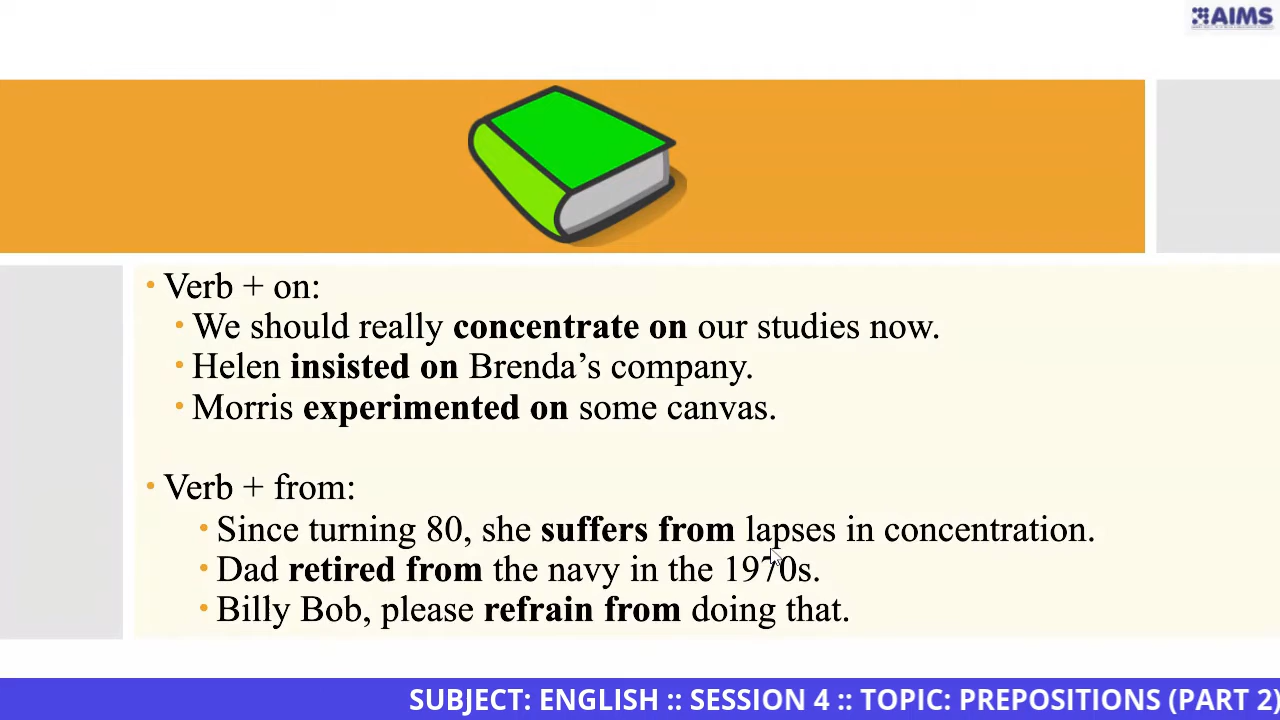 AIMS
• Verb + on:
• We should really concentrate on our studies now.
• Helen insisted on Brenda’s company.
• Morris experimented on some canvas.
• Verb + from:
• Since turning 80, she suffers from lapses in concentration.
• Dad retired from the navy in the 1970s.
• Billy Bob, please refrain from doing that.
SUBJECT: ENGLISH :: SESSION 4 :: TOPIC: PREPOSITIONS (PART 2)